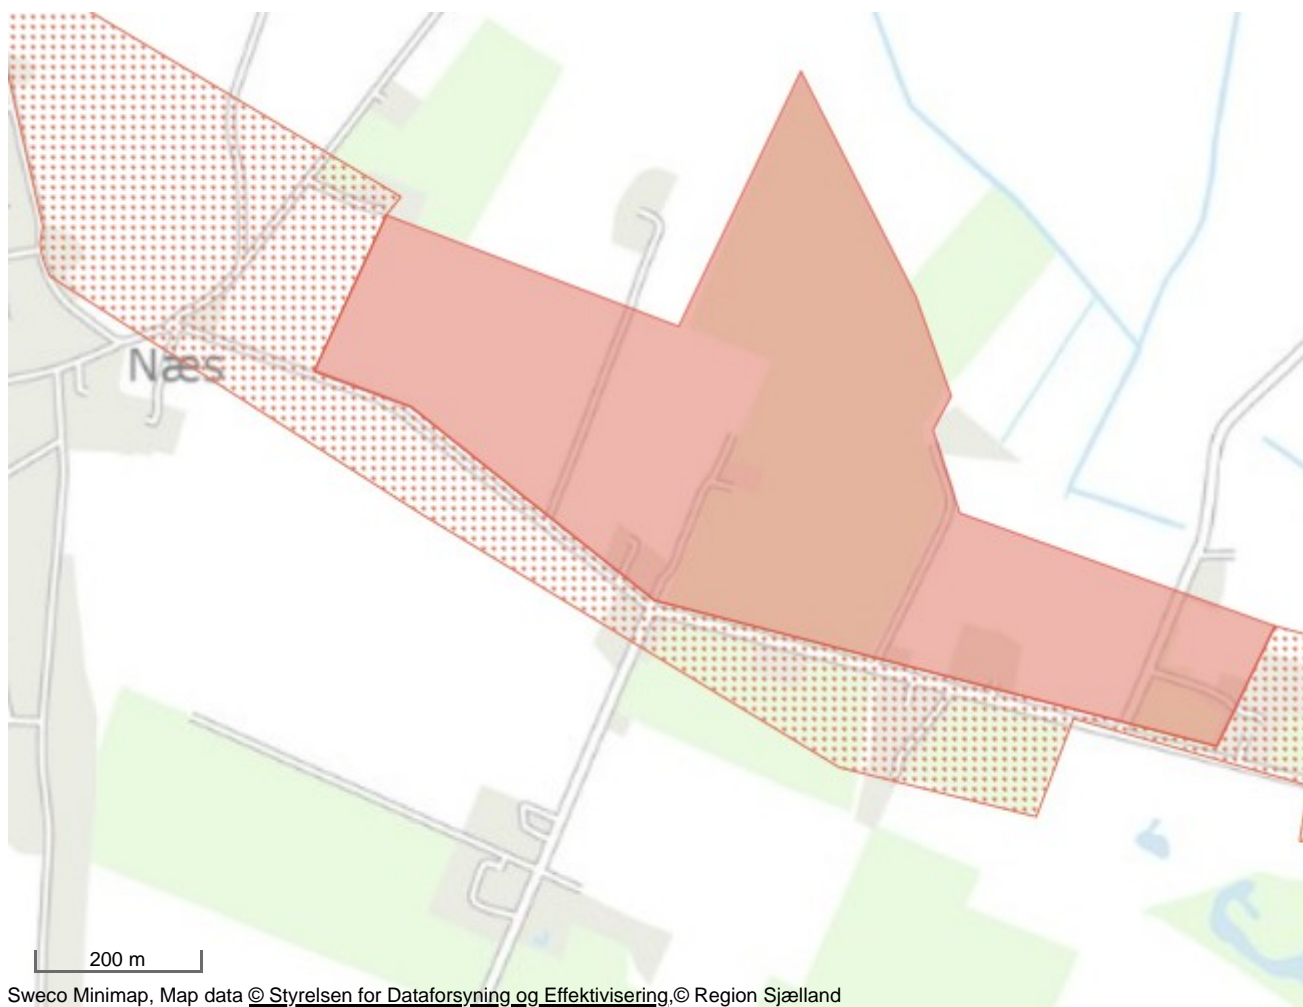 Næs
200 m
Sweco Minimap, Map data © Styrelsen for Dataforsyning og Effektivisering,© Region Sjælland